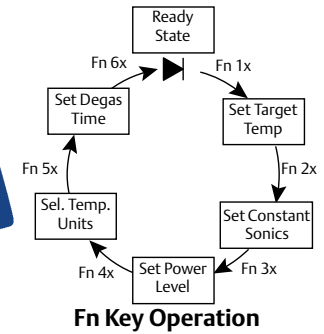 Ready
State
Fn 6x
Fn 1x
Set Degas
Time
Set Target
Temp
Fn 5x
Fn 2x
Sel. Temp.
Units
Set Constant
Sonics
Fn 4x
Set Power
Level
Fn 3x
Fn Key Operation